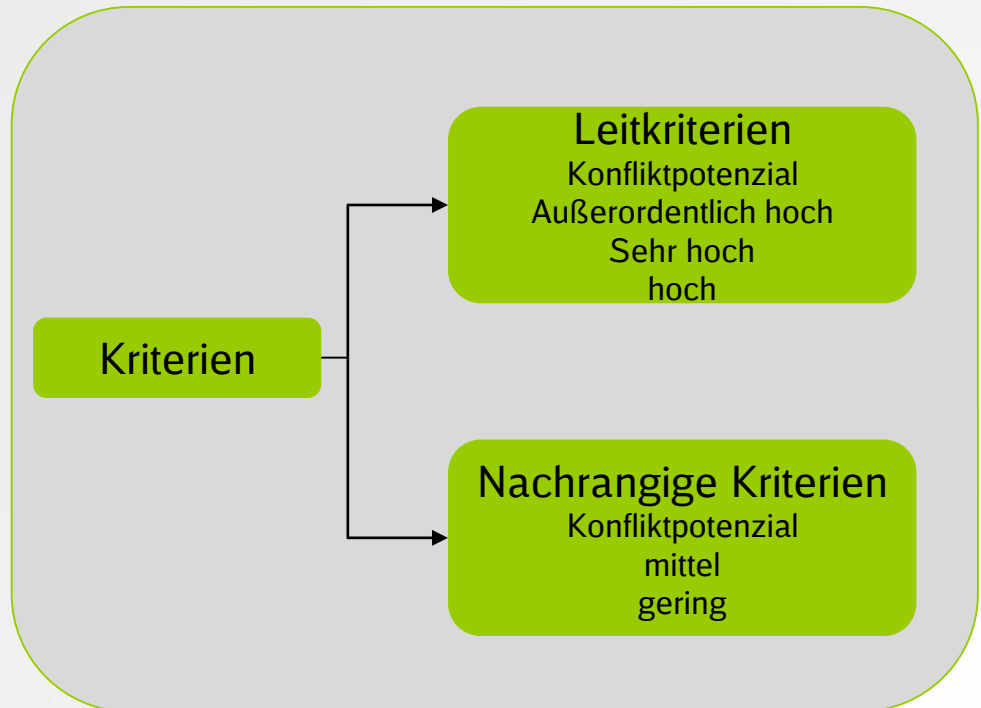 Kriterien
Leitkriterien
Konfliktpotenzial
Außerordentlich hoch
Sehr hoch
hoch
Nachrangige Kriterien
Konfliktpotenzial
mittel
gering